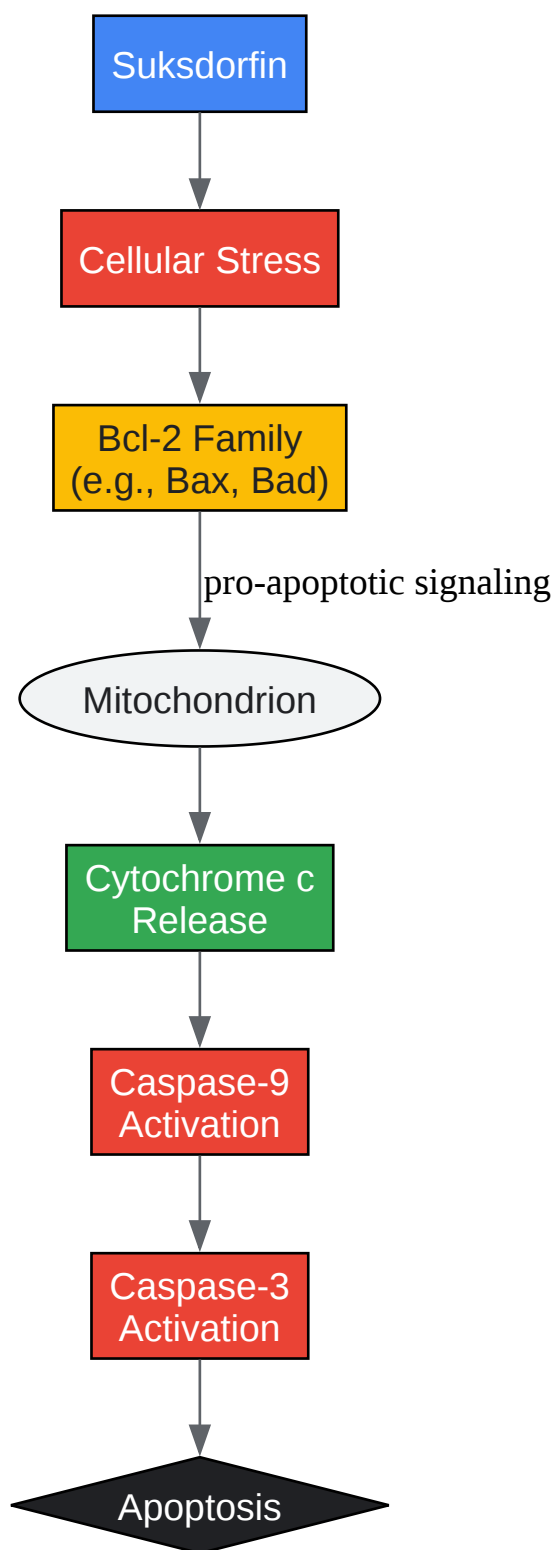 Suksdorfin
Cellular Stress
Bcl-2 Family
(e.g., Bax, Bad)
pro-apoptotic signaling
Mitochondrion
Cytochrome c
Release
Caspase-9
Activation
Caspase-3
Activation
Apoptosis